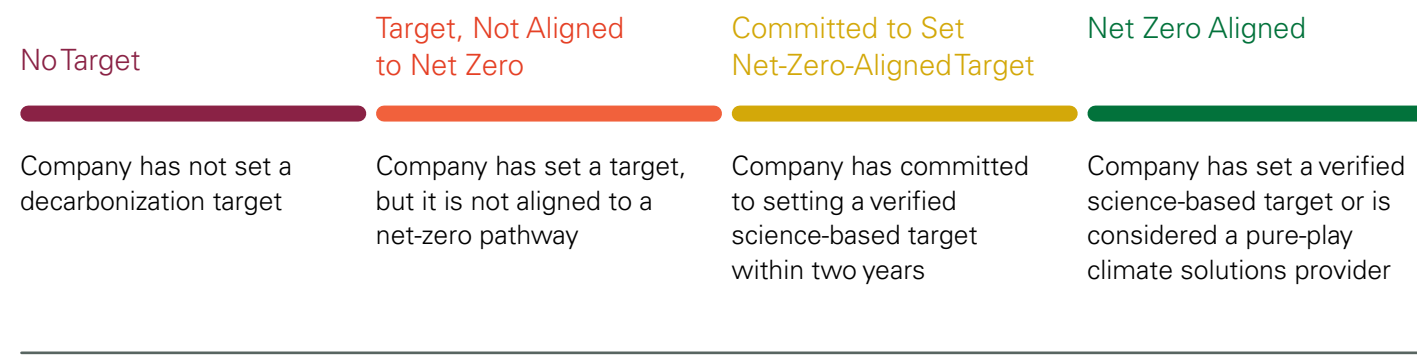 No Target
Target, Not Aligned
to Net Zero
Committed to Set
Net-Zero-Aligned Target
Net Zero Aligned
Company has not set a
decarbonization target
Company has set a target,
but it is not aligned to a
net-zero pathway
Company has committed
to setting a verified
science-based target
within two years
Company has set a verified
science-based target or is
considered a pure-play
climate solutions provider